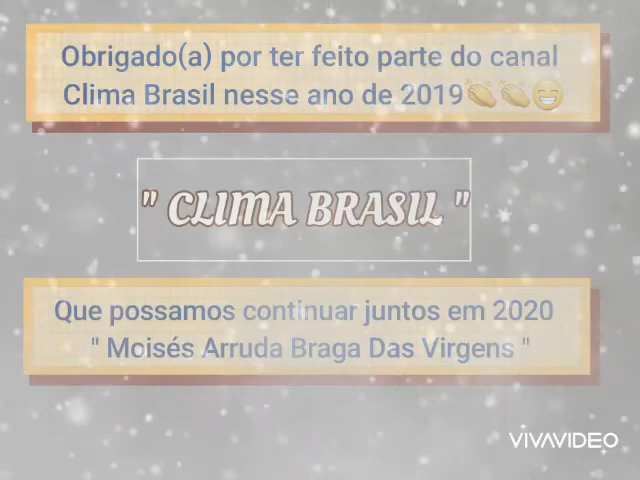 Obrigado(a) por ter feito parte do canal
Clima Brasil nesse ano de 2019👏👏😁
" CLIMA BRASIL "
Que possamos continuar juntos em 2020
" Moisés Arruda Braga Das Virgens "
VIVAVIDEO